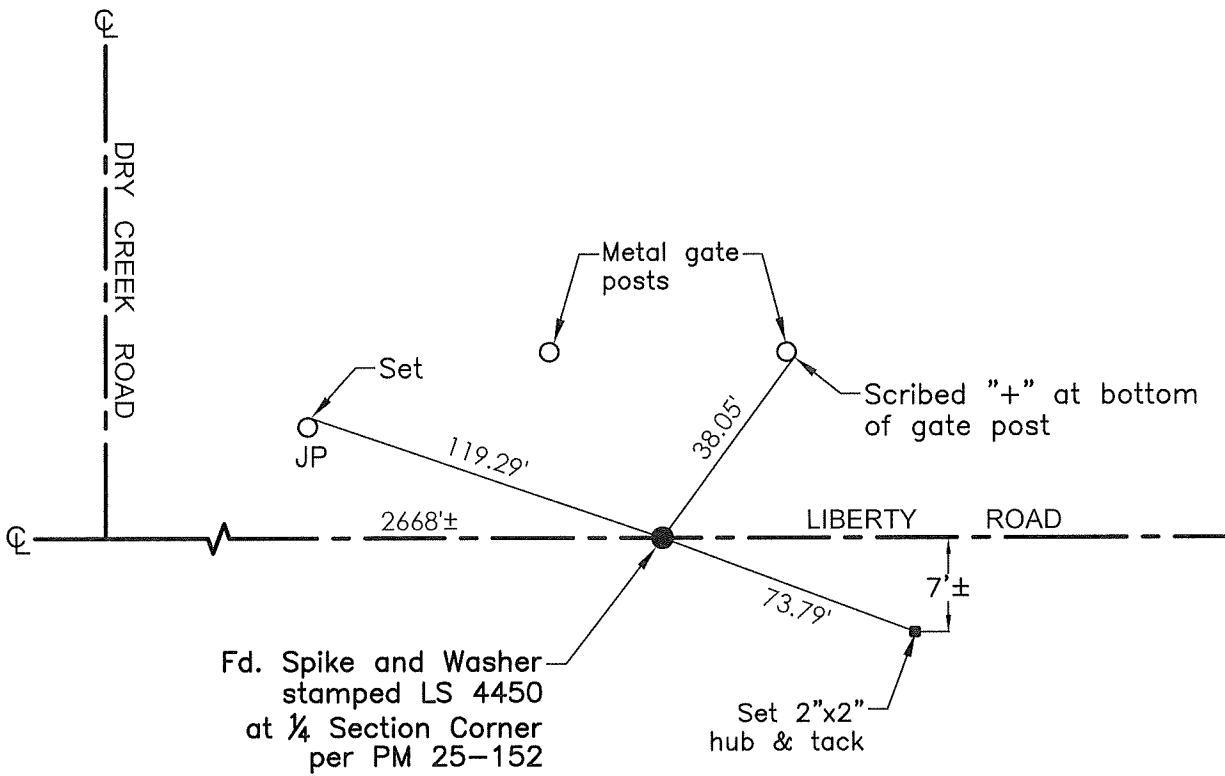 ℄
DRY CREEK ROAD
Metal gate
posts
Set
Scribed "+" at bottom
of gate post
JP
119.29'
38.05'
℄
2668'±
LIBERTY ROAD
7'±
73.79'
Fd. Spike and Washer
stamped LS 4450
at ¼ Section Corner
per PM 25-152
Set 2"x2"
hub & tack